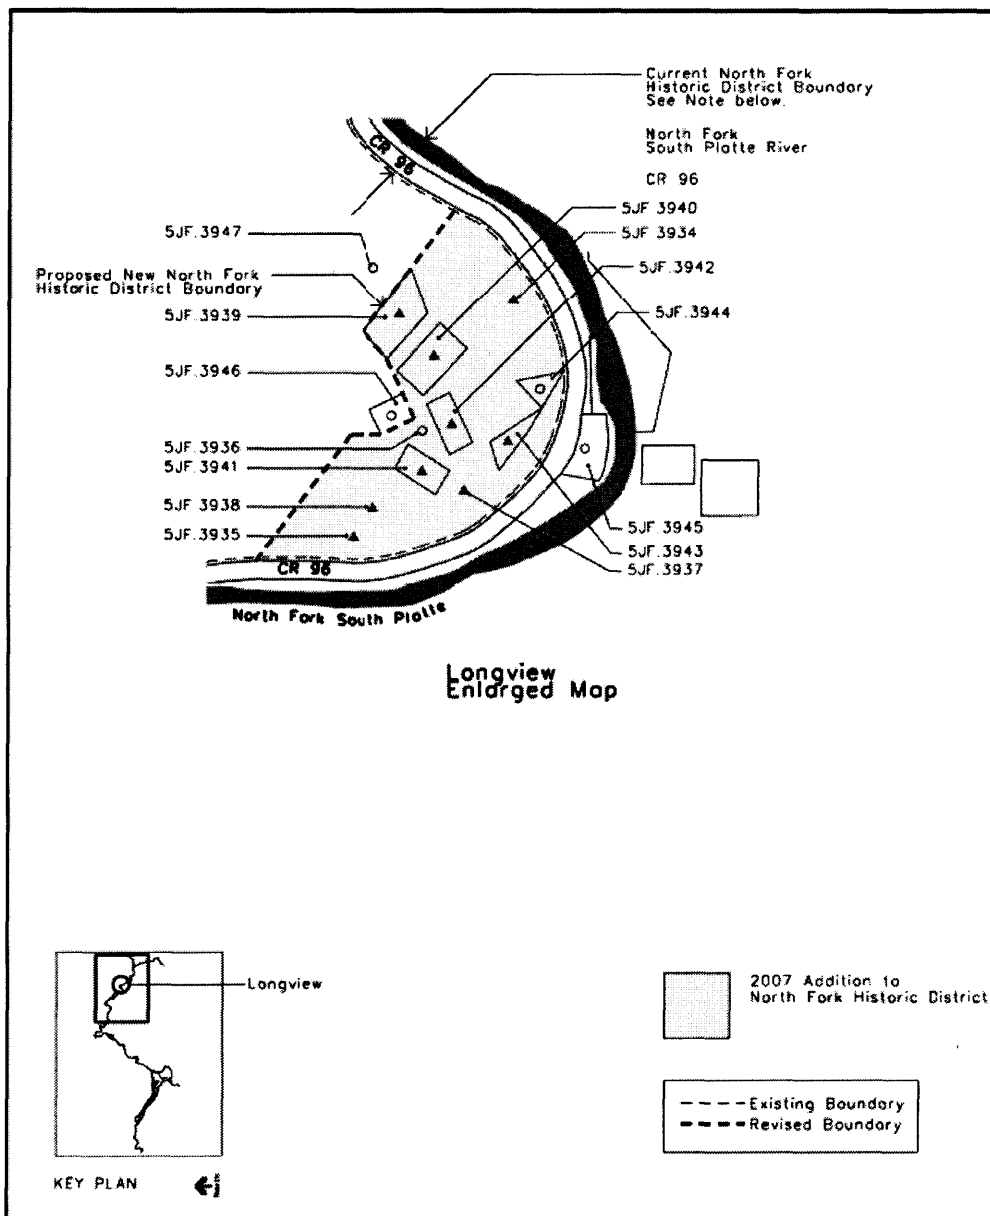 Current North Fork
Historic District Boundary
See Note below.
North Fork
South Platte River
CR 96
CR 96
5JF.3940
5JF.3934
5JF.3947
5JF.3942
Proposed New North Fork
Historic District Boundary
5JF.3939
5JF.3944
5JF.3946
5JF.3936
5JF.3941
5JF.3938
5JF.3935
5JF.3945
5JF.3943
5JF.3937
CR 96
North Fork South Platte
Longview
Enlarged Map
Longview
2007 Addition to
North Fork Historic District
Existing Boundary
Revised Boundary
KEY PLAN